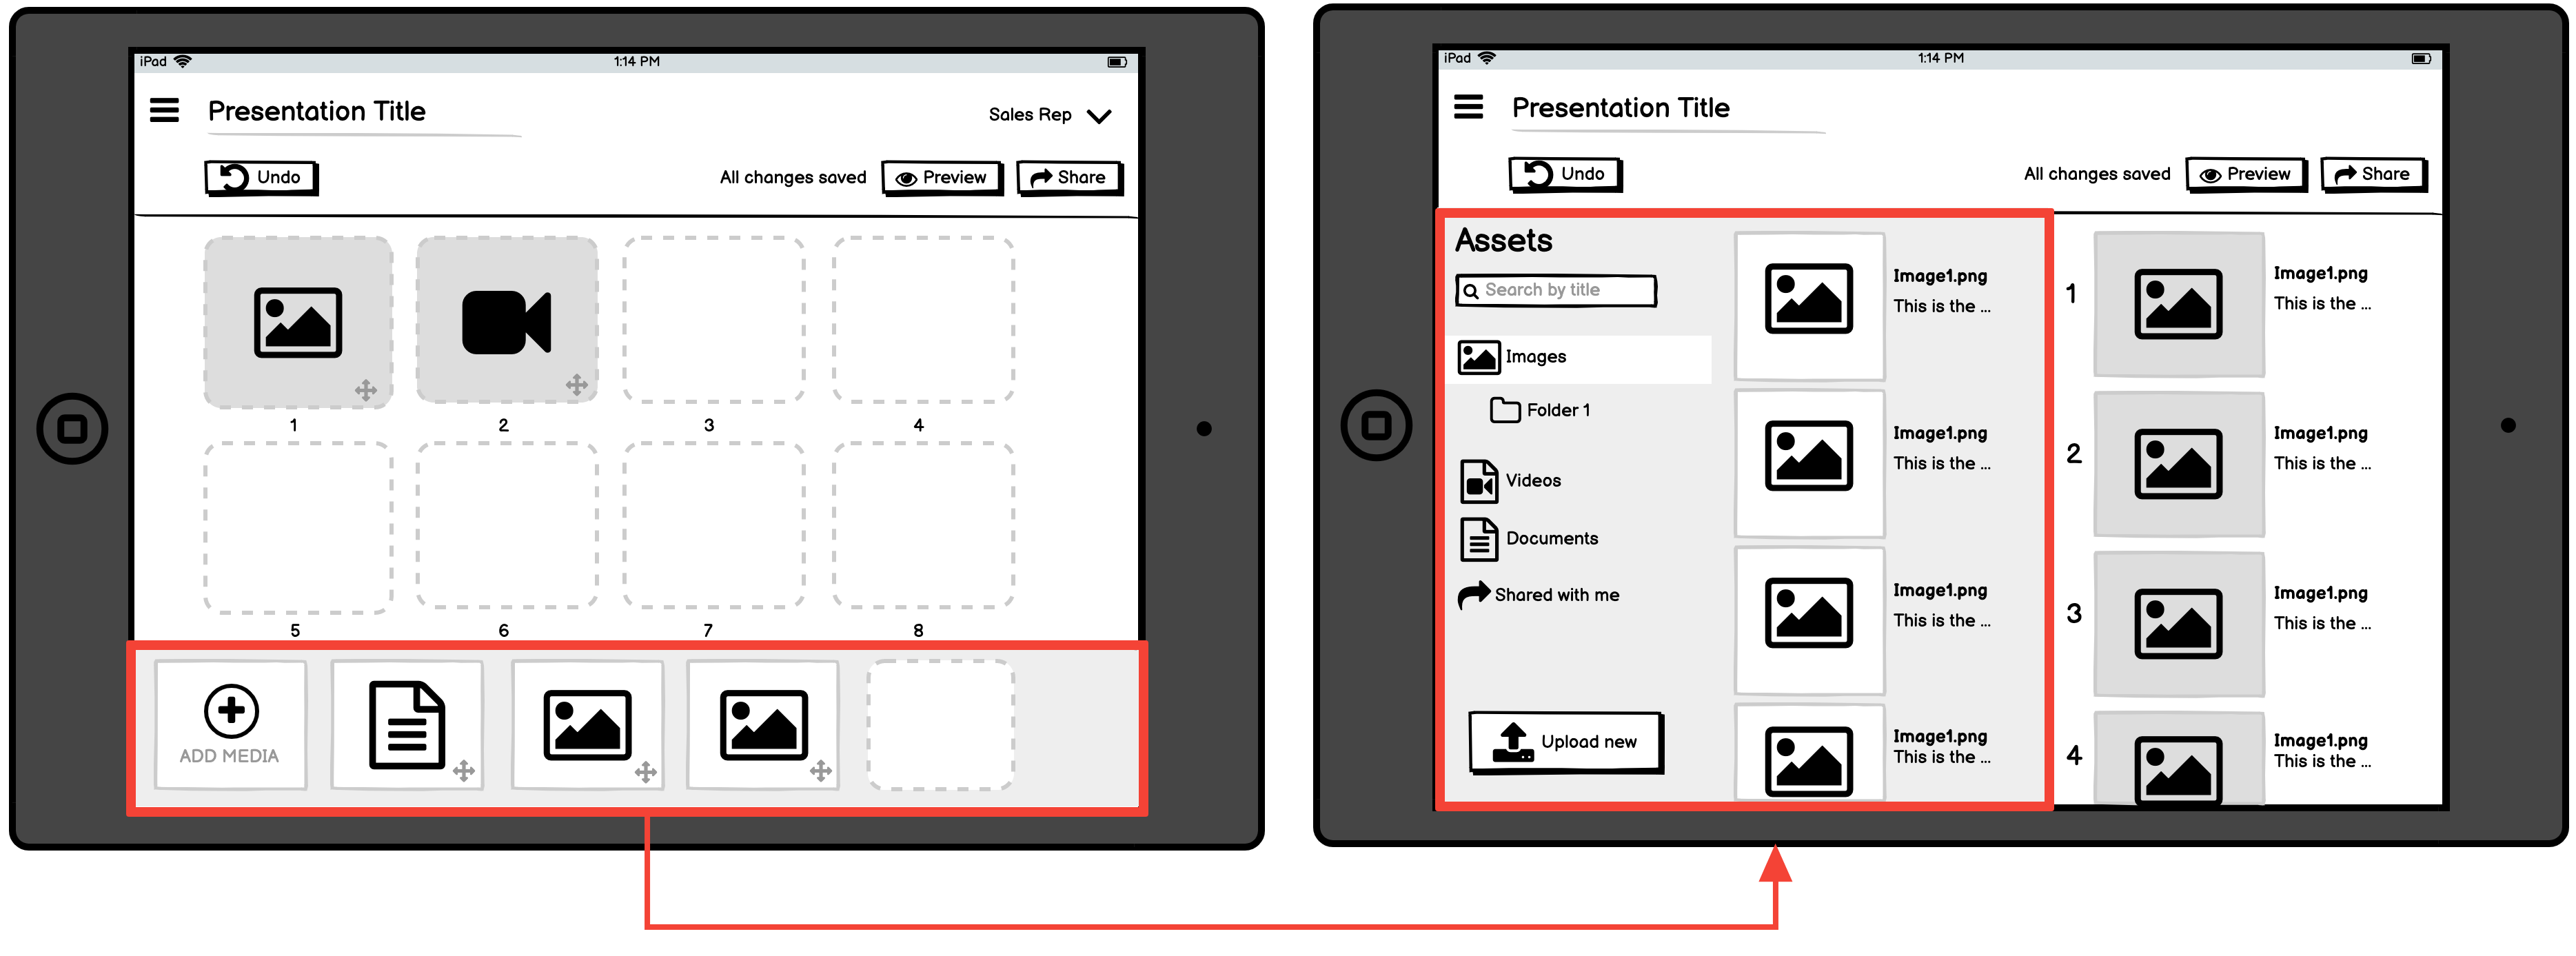 iPad
1:14 PM
Presentation Title
Sales Rep
Undo
All changes saved
Preview
Share
1
2
3
4
5
6
7
8
ADD MEDIA
iPad
1:14 PM
Presentation Title
Undo
All changes saved
Preview
Share
Assets
Search by title
Images
Folder 1
Videos
Documents
Shared with me
Upload new
Image1.png
This is the ...
Image1.png
This is the ...
Image1.png
This is the ...
Image1.png
This is the ...
1
Image1.png
This is the ...
2
Image1.png
This is the ...
3
Image1.png
This is the ...
4
Image1.png
This is the ...